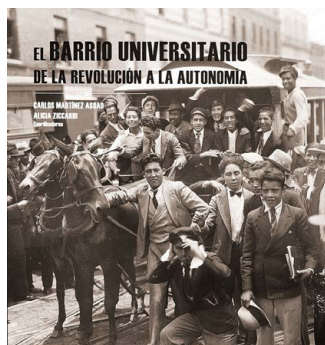 EL BARRIO UNIVERSITARIO
DE LA REVOLUCIÓN A LA AUTONOMÍA
CARLOS MARTÍNEZ ASSAD
ALICIA ZICCARDI
Coordinadores